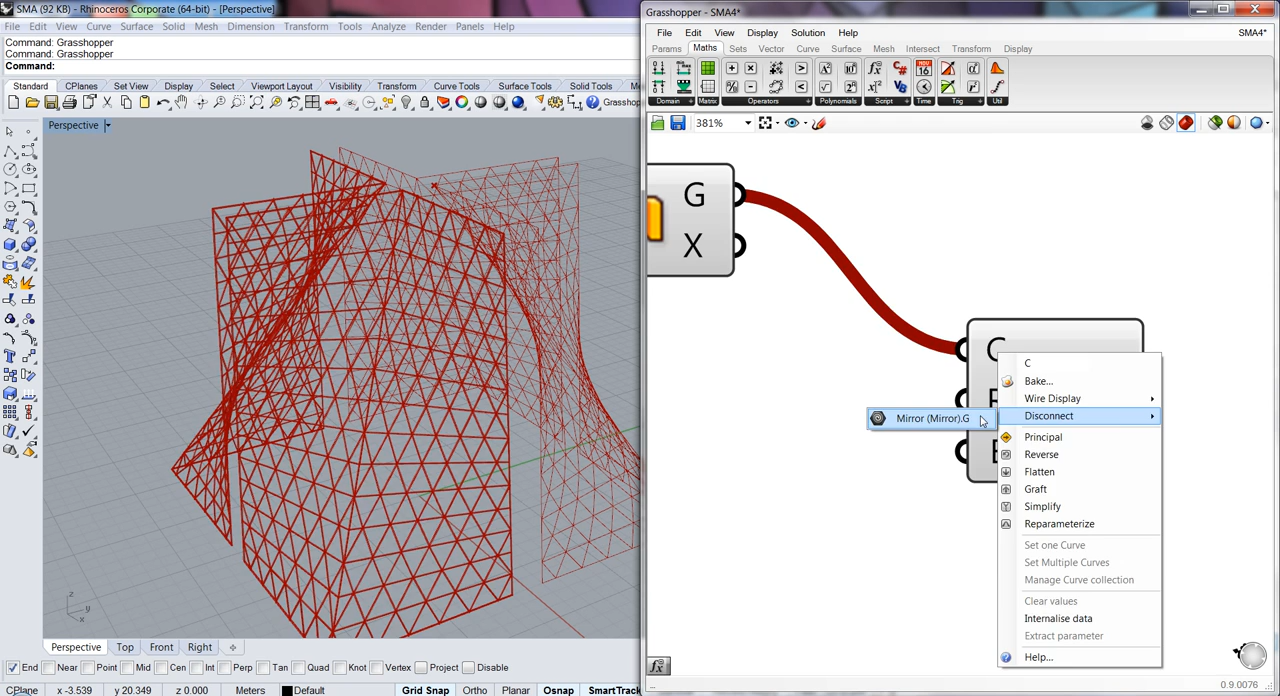 SMA (92 KB) - Rhinoceros Corporate (64-bit) - [Perspective]
File Edit View Curve Surface Solid Mesh Dimension Transform Tools Analyze Render Panels Help
Command: Grasshopper
Command: Grasshopper
Command:
Standard CPlanes Set View Display Select Viewport Layout Visibility Transform Curve Tools Surface Tools Solid Tools
Grasshop
Perspective
z
y
x
Perspective Top Front Right
End Near Point Mid Cen Int Perp Tan Quad Knot Vertex Project Disable
CPlane x -3.539 y 20.349 z 0.000 Meters Default Grid Snap Ortho Planar Osnap SmartTrack
Grasshopper - SMA4*
File Edit View Display Solution Help SMA4*
Params Maths Sets Vector Curve Surface Mesh Intersect Transform Display
Domain Matrix Operators Polynomials Script Time Trig Util
381%
G
X
C
C
Bake...
Wire Display
Disconnect
Mirror (Mirror).G
Principal
Reverse
Flatten
Graft
Simplify
Reparameterize
Set one Curve
Set Multiple Curves
Manage Curve collection
Clear values
Internalise data
Extract parameter
Help...
0.9.0076